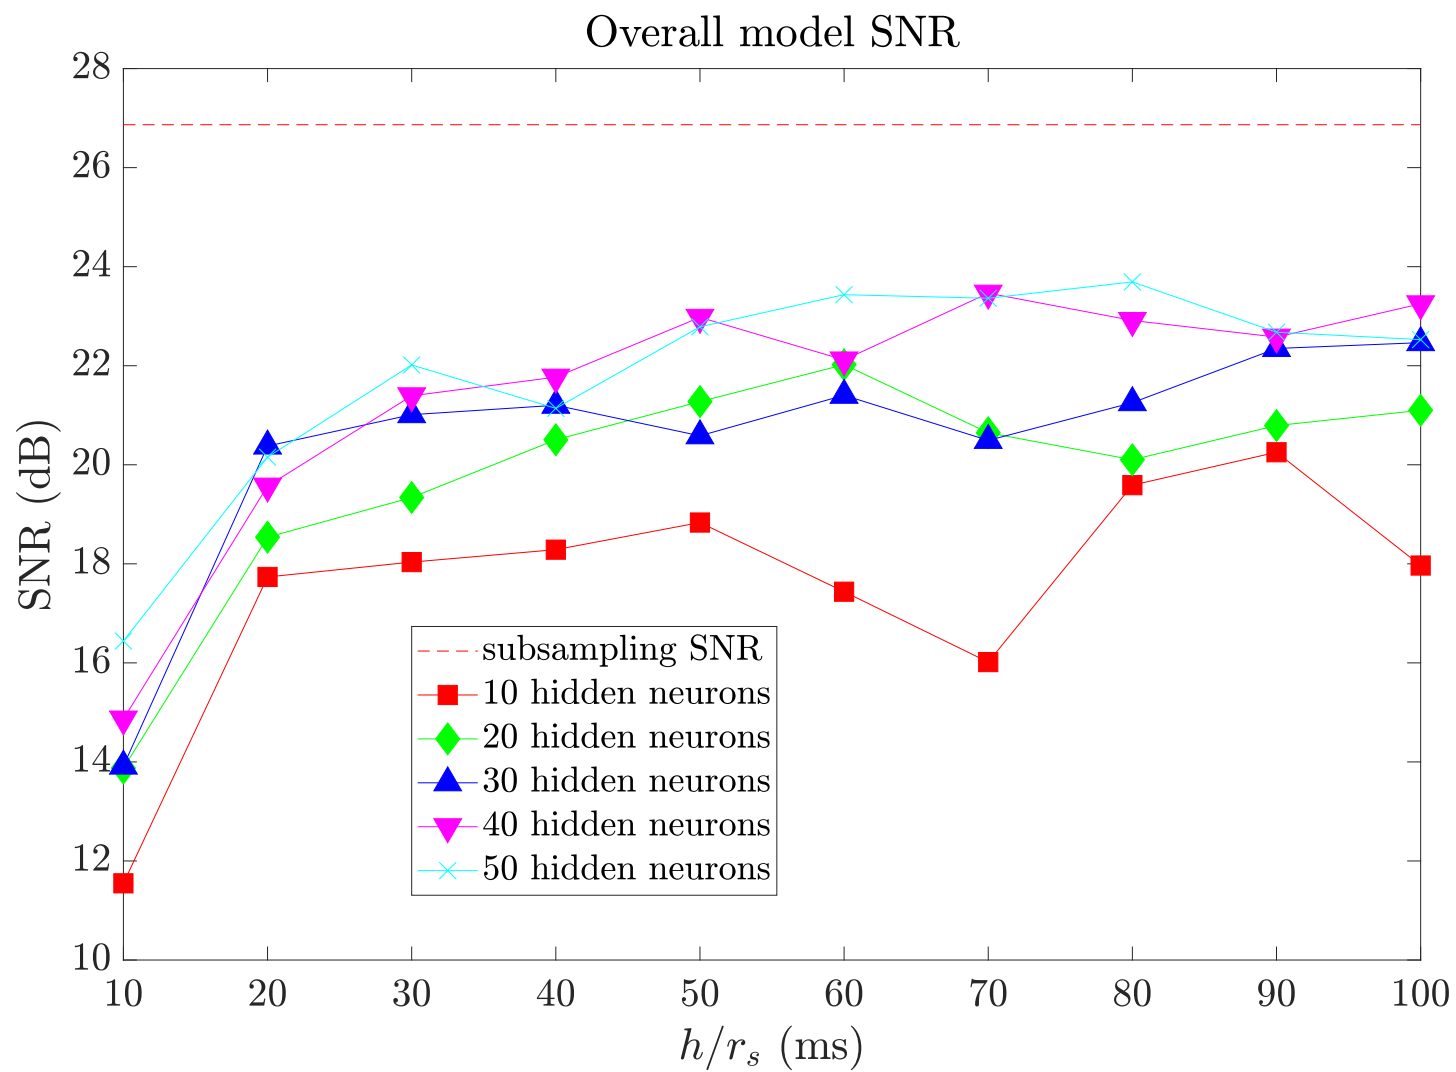 Overall model SNR
28
26
24
22
20
18
16
14
12
10
SNR (dB)
subsampling SNR
10 hidden neurons
20 hidden neurons
30 hidden neurons
40 hidden neurons
50 hidden neurons
10 20 30 40 50 60 70 80 90 100
h/r_s (ms)